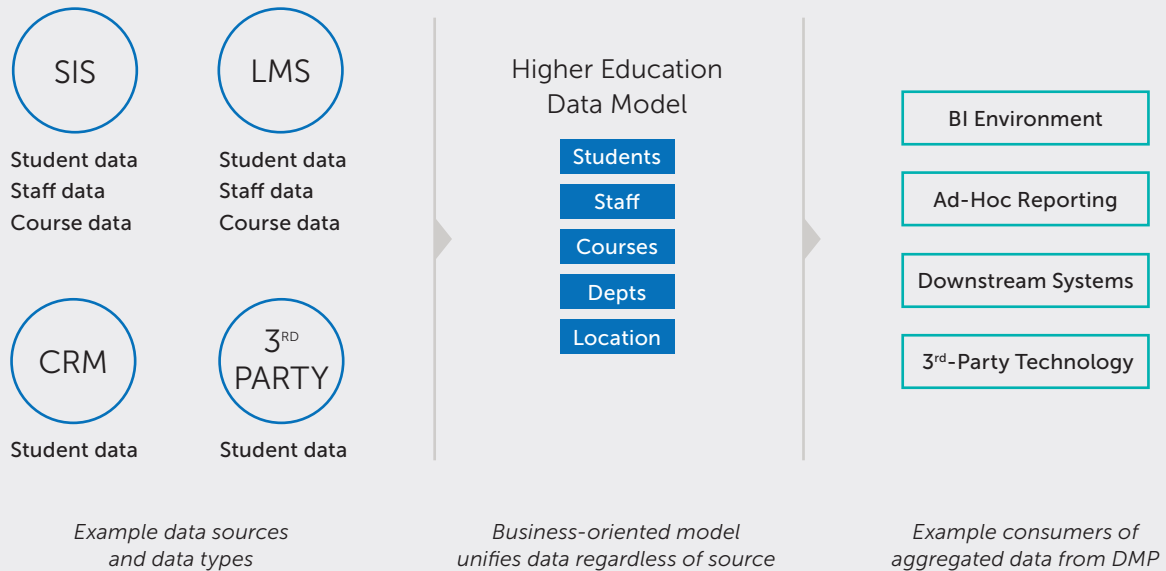 SIS
Student data
Staff data
Course data
LMS
Student data
Staff data
Course data
CRM
Student data
3RD
PARTY
Student data
Example data sources
and data types
Higher Education
Data Model
Students
Staff
Courses
Depts
Location
Business-oriented model
unifies data regardless of source
BI Environment
Ad-Hoc Reporting
Downstream Systems
3rd-Party Technology
Example consumers of
aggregated data from DMP